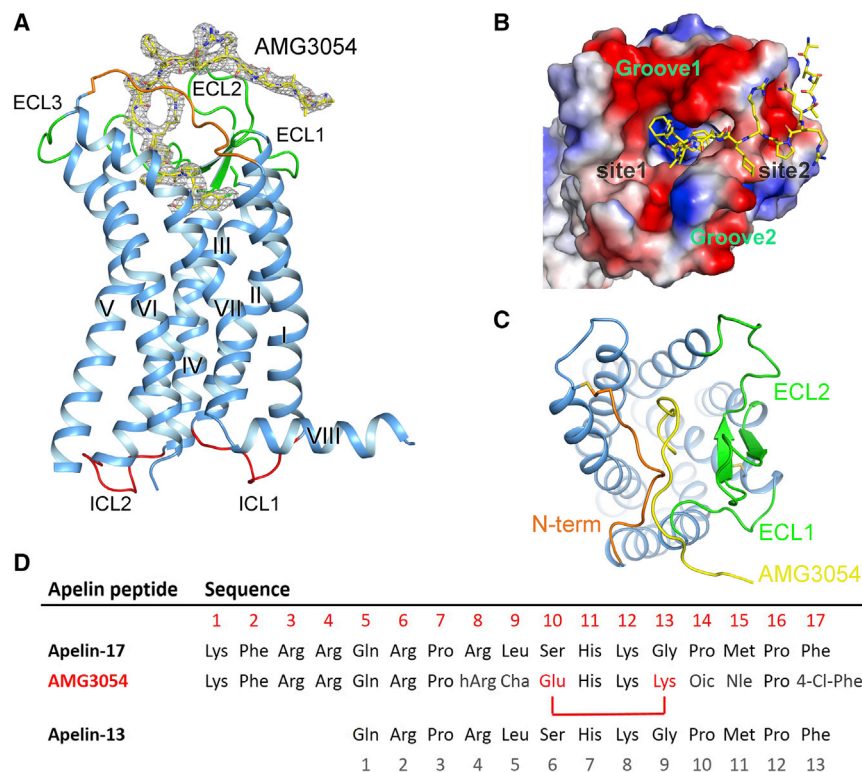 A
AMG3054
ECL2
ECL3
ECL1
III
II
V
VI
VII
I
IV
VIII
ICL2
ICL1
B
Groove1
site1
site2
Groove2
C
ECL2
N-term
ECL1
AMG3054
D
Apelin peptide Sequence
1 2 3 4 5 6 7 8 9 10 11 12 13 14 15 16 17
Apelin-17 Lys Phe Arg Arg Gln Arg Pro Arg Leu Ser His Lys Gly Pro Met Pro Phe
AMG3054 Lys Phe Arg Arg Gln Arg Pro hArg Cha Glu His Lys Lys Oic Nle Pro 4-Cl-Phe
Apelin-13 Gln Arg Pro Arg Leu Ser His Lys Gly Pro Met Pro Phe
1 2 3 4 5 6 7 8 9 10 11 12 13